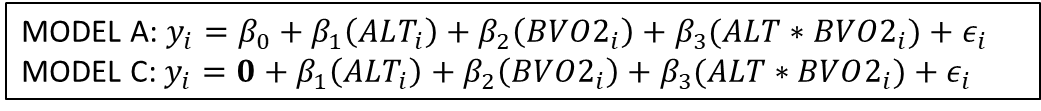 MODEL A: yᵢ = β₀ + β₁(ALTᵢ) + β₂(BVO2ᵢ) + β₃(ALT ∗ BVO2ᵢ) + ϵᵢ
MODEL C: yᵢ = 0 + β₁(ALTᵢ) + β₂(BVO2ᵢ) + β₃(ALT ∗ BVO2ᵢ) + ϵᵢ